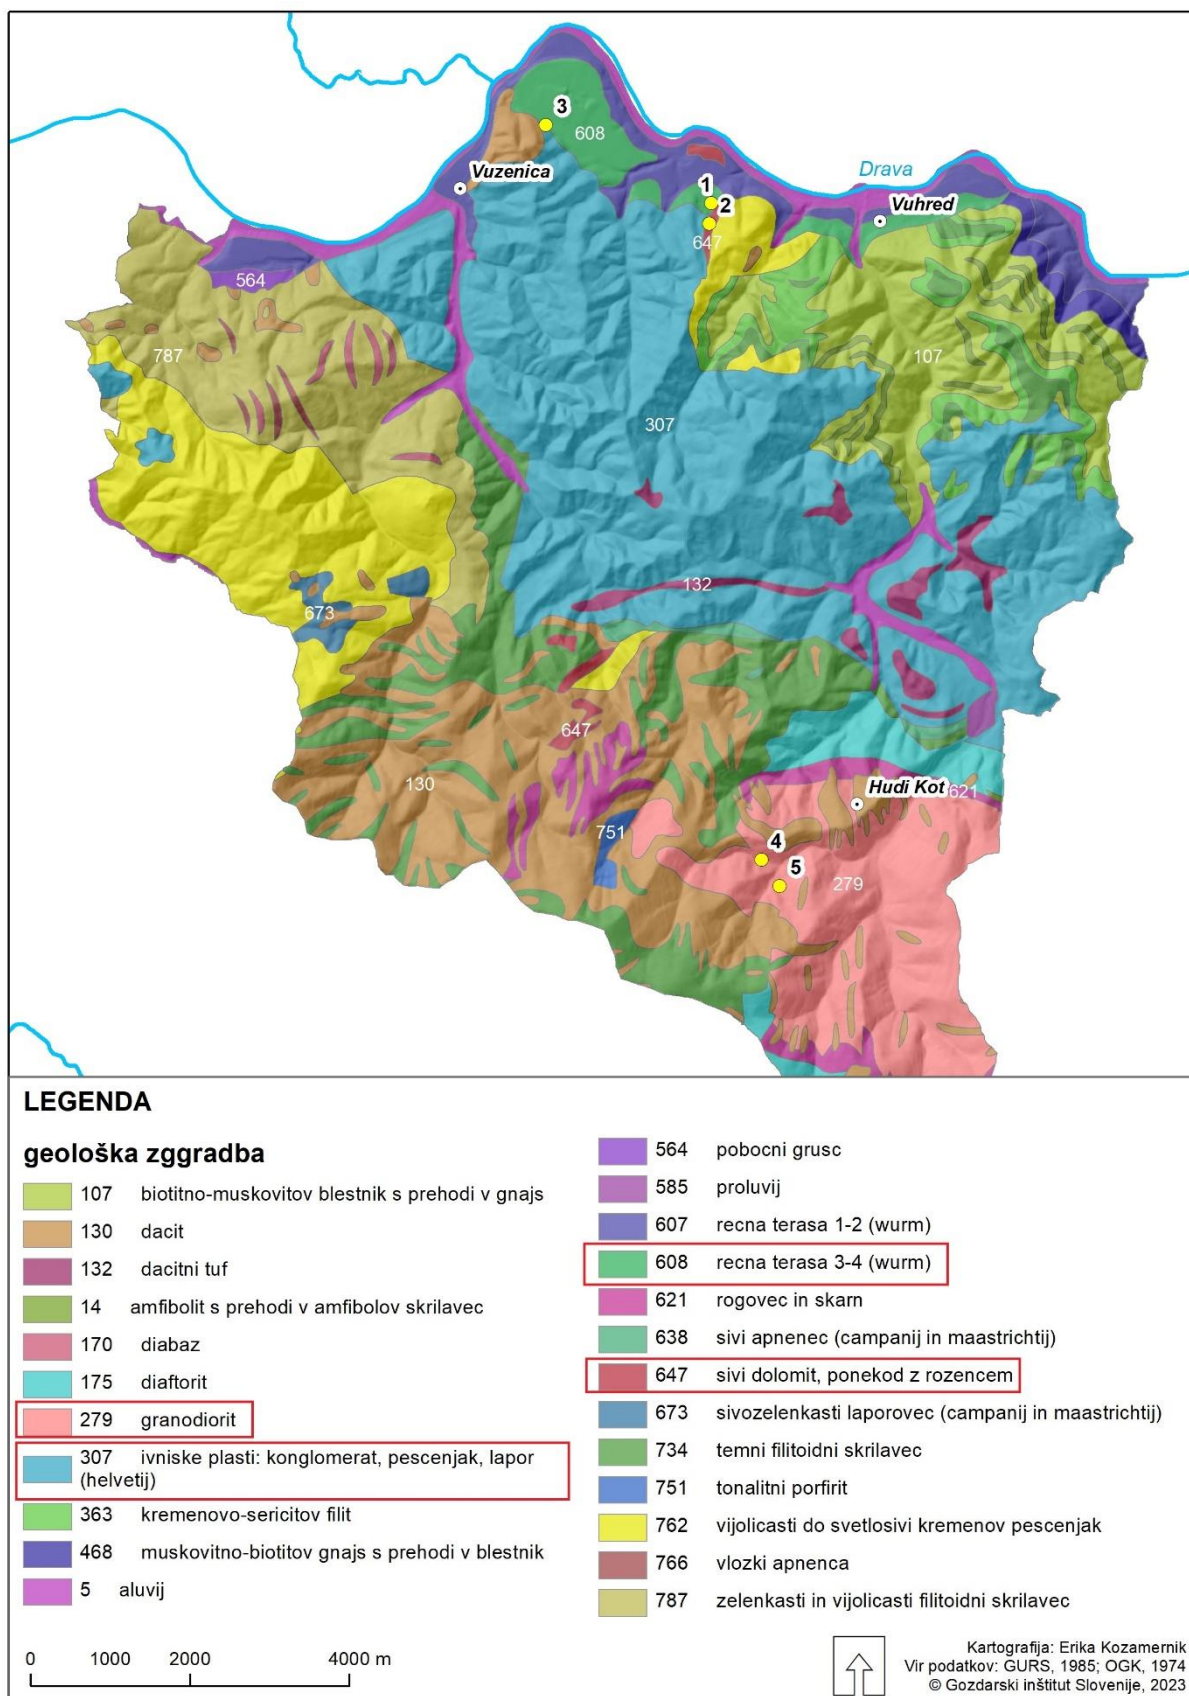 3
608
Drava
Vuzenica
1
2
Vuhred
647
564
787
107
307
132
673
647
130
Hudi Kot
621
751
4
5
279
LEGENDA
geološka zggradba
107 biotitno-muskovitov blestnik s prehodi v gnajs
130 dacit
132 dacitni tuf
14 amfibolit s prehodi v amfibolov skrilavec
170 diabaz
175 diaftorit
279 granodiorit
307 ivniske plasti: konglomerat, pescenjak, lapor
(helvetij)
363 kremenovo-sericitov filit
468 muskovitno-biotitov gnajs s prehodi v blestnik
5 aluvij
564 pobocni grusc
585 proluvij
607 recna terasa 1-2 (wurm)
608 recna terasa 3-4 (wurm)
621 rogovec in skarn
638 sivi apnenec (campanij in maastrichtij)
647 sivi dolomit, ponekod z rozencem
673 sivozelenkasti laporovec (campanij in maastrichtij)
734 temni filitoidni skrilavec
751 tonalitni porfirit
762 vijolicasti do svetlosivi kremenov pescenjak
766 vlozki apnenca
787 zelenkasti in vijolicasti filitoidni skrilavec
0 1000 2000 4000 m
Kartografija: Erika Kozamernik
Vir podatkov: GURS, 1985; OGK, 1974
© Gozdarski inštitut Slovenije, 2023